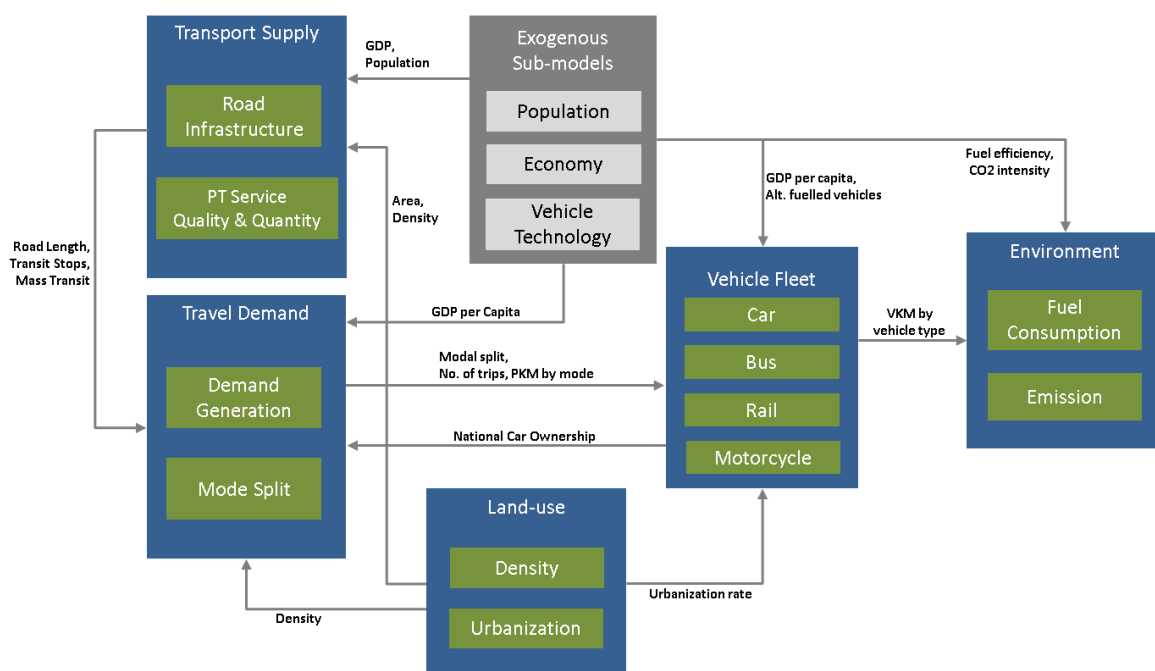 Transport Supply
Road
Infrastructure
PT Service
Quality & Quantity
GDP,
Population
Exogenous
Sub-models
Population
Economy
Vehicle
Technology
Fuel efficiency,
CO2 intensity
GDP per capita,
Alt. fuelled vehicles
Area,
Density
Road Length,
Transit Stops,
Mass Transit
Travel Demand
Demand
Generation
Mode Split
GDP per Capita
Modal split,
No. of trips, PKM by mode
National Car Ownership
Vehicle Fleet
Car
Bus
Rail
Motorcycle
VKM by
vehicle type
Environment
Fuel
Consumption
Emission
Land-use
Density
Urbanization
Density
Urbanization rate